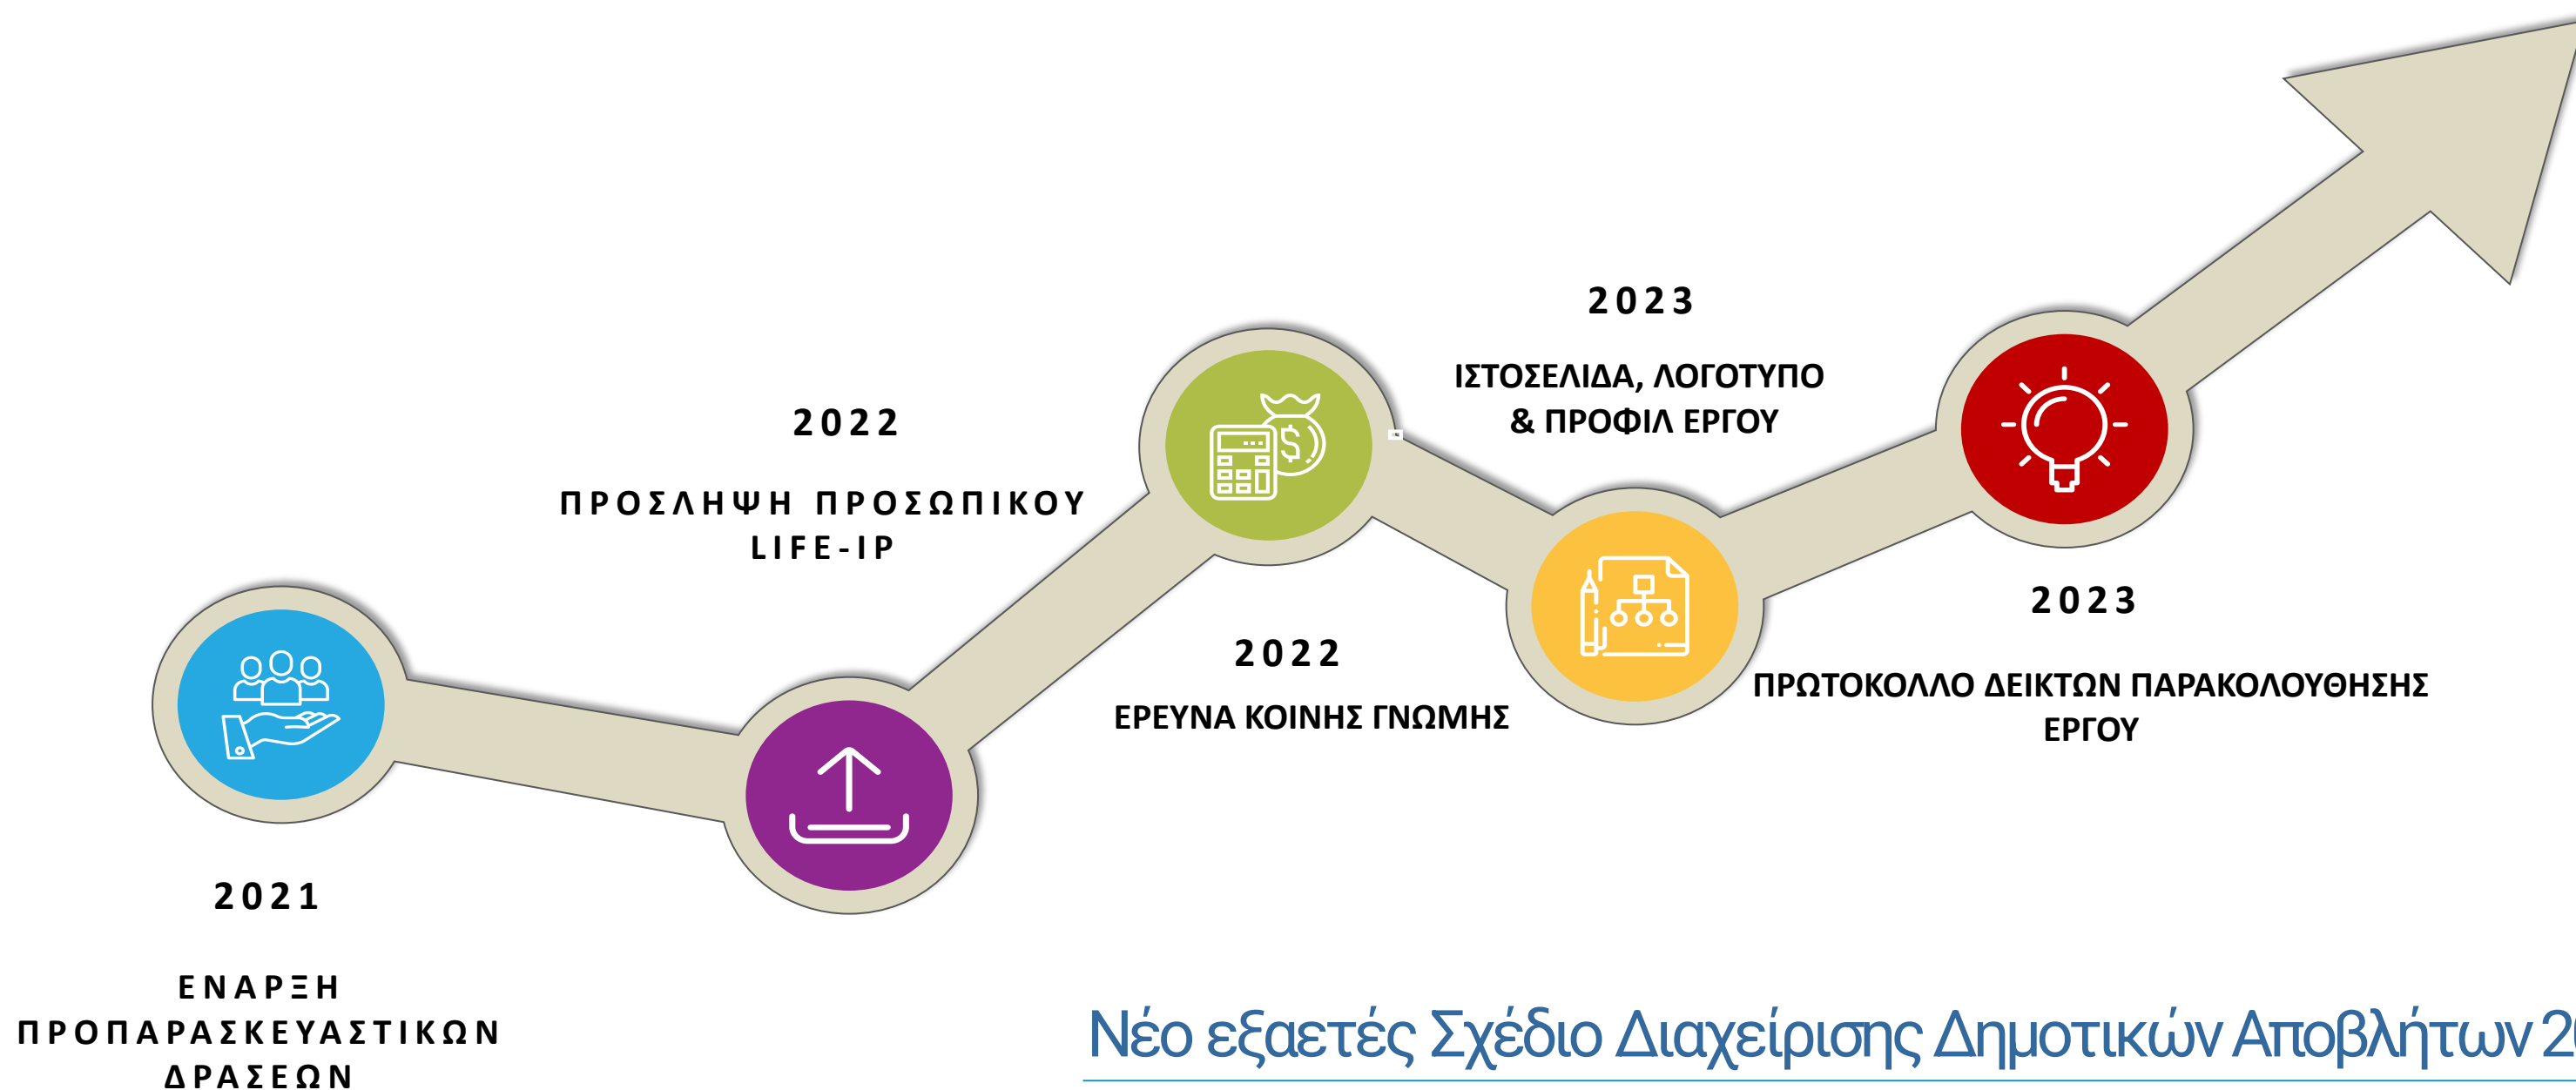 2021
ΕΝΑΡΞΗ
ΠΡΟΠΑΡΑΣΚΕΥΑΣΤΙΚΩΝ
ΔΡΑΣΕΩΝ
2022
ΠΡΟΣΛΗΨΗ ΠΡΟΣΩΠΙΚΟΥ
LIFE-IP
2022
ΕΡΕΥΝΑ ΚΟΙΝΗΣ ΓΝΩΜΗΣ
2023
ΙΣΤΟΣΕΛΙΔΑ, ΛΟΓΟΤΥΠΟ
& ΠΡΟΦΙΛ ΕΡΓΟΥ
2023
ΠΡΩΤΟΚΟΛΛΟ ΔΕΙΚΤΩΝ ΠΑΡΑΚΟΛΟΥΘΗΣΗΣ
ΕΡΓΟΥ
Νέο εξαετές Σχέδιο Διαχείρισης Δημοτικών Αποβλήτων